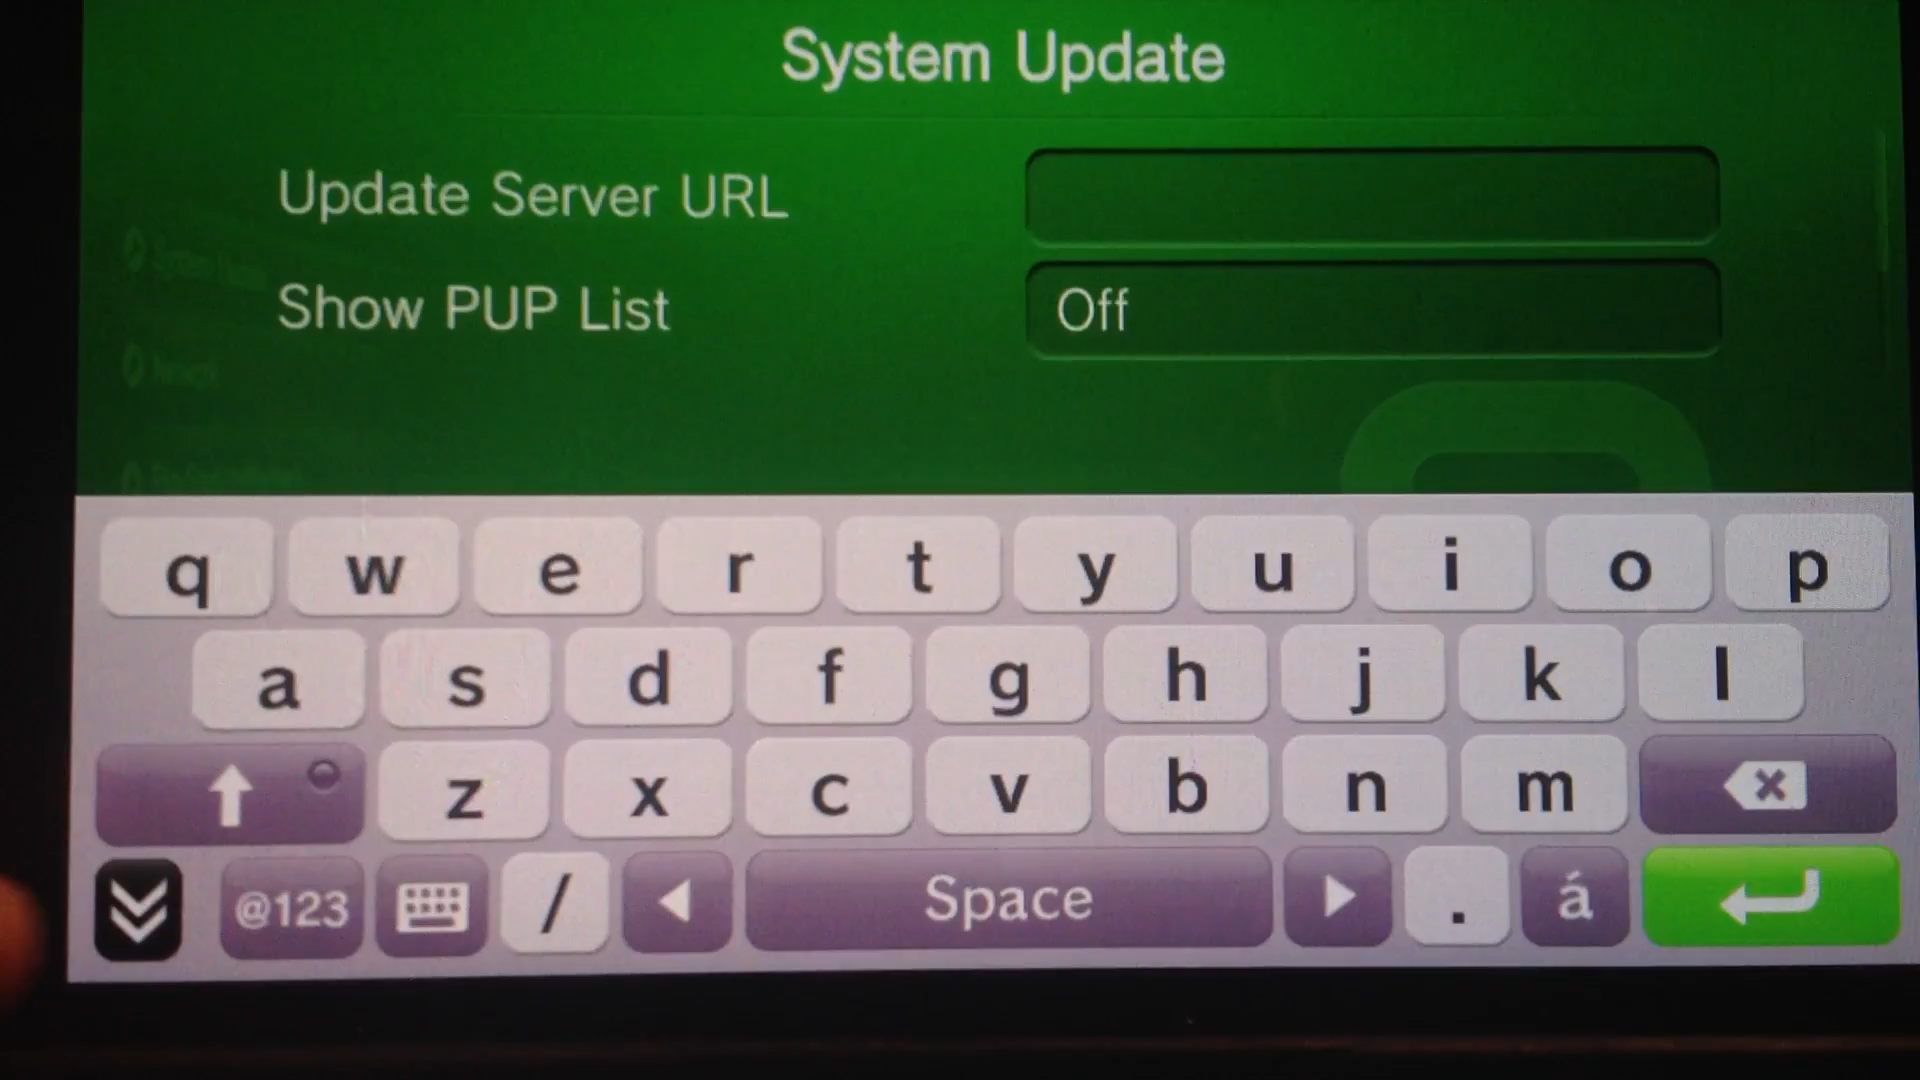 System Update
Update Server URL
Show PUP List Off
q w e r t y u i o p
a s d f g h j k l
z x c v b n m
@123 / Space . á